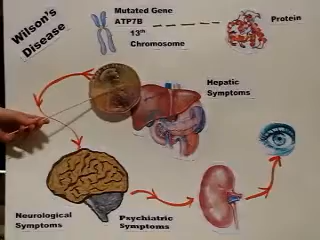 Wilson's
Disease
Mutated Gene
ATP7B
13th
Chromosome
Protein
Hepatic
Symptoms
Neurological
Symptoms
Psychiatric
Symptoms